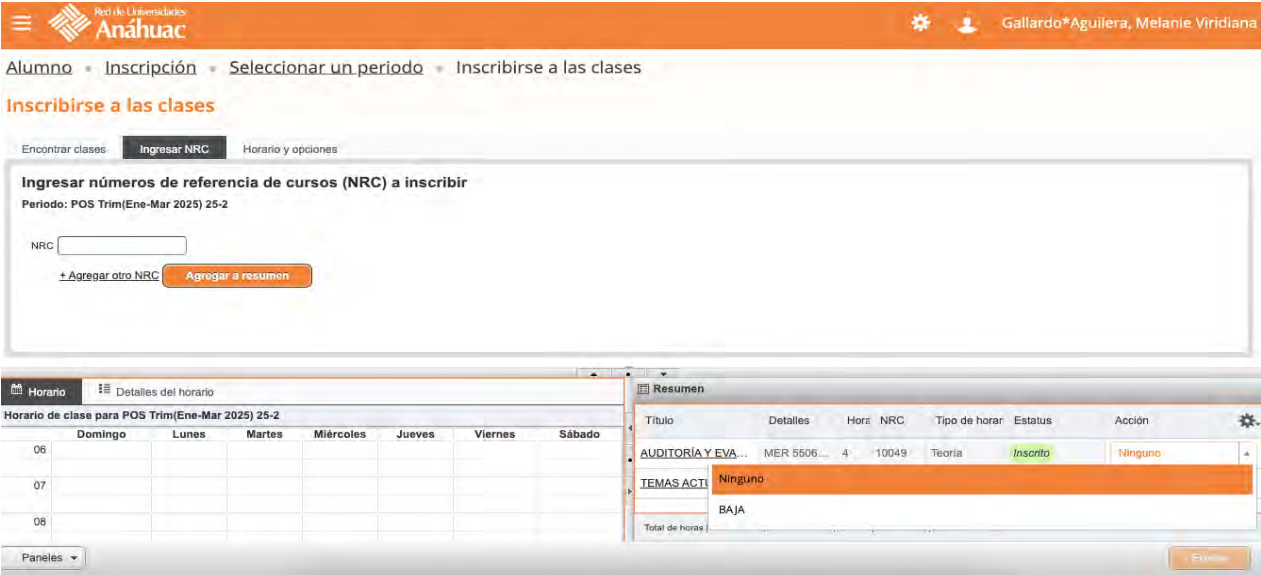 Red de Universidades
Anáhuac
Gallardo*Aguilera, Melanie Viridiana
Alumno • Inscripción • Seleccionar un periodo • Inscribirse a las clases
Inscribirse a las clases
Encontrar clases Ingresar NRC Horario y opciones
Ingresar números de referencia de cursos (NRC) a inscribir
Periodo: POS Trim(Ene-Mar 2025) 25-2
NRC
+ Agregar otro NRC Agregar a resumen
Horario Detalles del horario
Horario de clase para POS Trim(Ene-Mar 2025) 25-2
Domingo Lunes Martes Miércoles Jueves Viernes Sábado
06
07
08
Resumen
Título Detalles Hora NRC Tipo de horar Estatus Acción
AUDITORÍA Y EVA... MER 5506... 4 10049 Teoría Inscrito Ninguno
TEMAS ACTU
Ninguno
BAJA
Total de horas
Paneles
Enviar